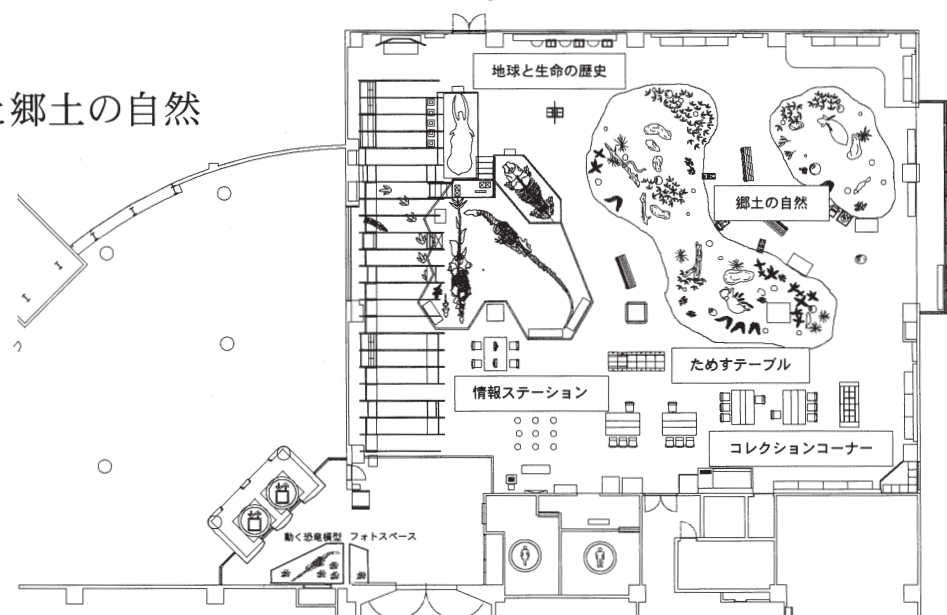 と郷土の自然
地球と生命の歴史
郷土の自然
ためすテーブル
情報ステーション
コレクションコーナー
動く恐竜模型 フォトスペース